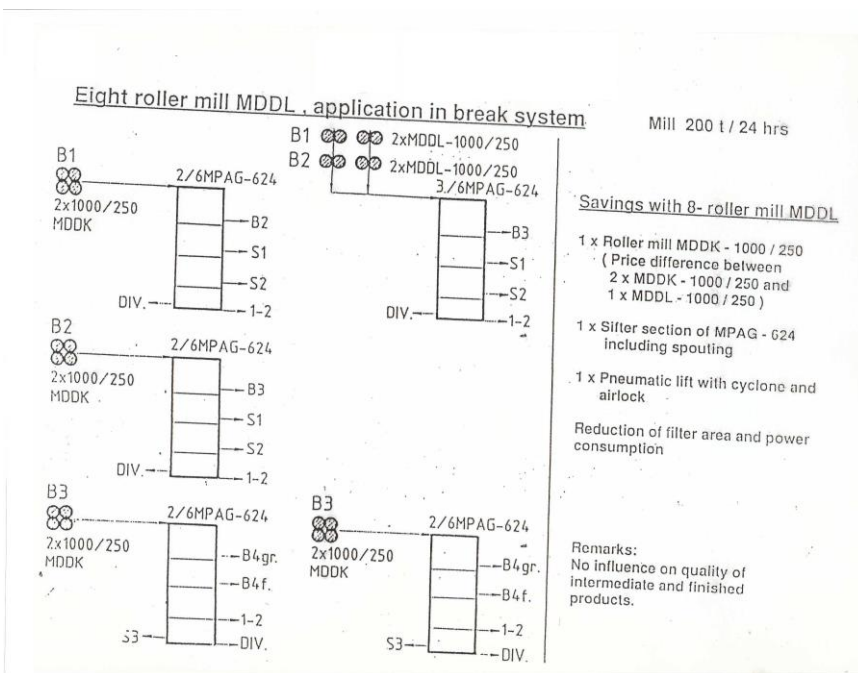 Eight roller mill MDDL , application in break system
Mill 200 t / 24 hrs
B1
2/6MPAG-624
2x1000/250
MDDK
B2
S1
S2
1-2
DIV.
B2
2/6MPAG-624
2x1000/250
MDDK
B3
S1
S2
1-2
DIV.
B3
2/6MPAG-624
2x1000/250
MDDK
B4gr.
B4f.
1-2
DIV.
S3
B1 2xMDDL-1000/250
B2 2xMDDL-1000/250
3./6MPAG-624
B3
S1
S2
1-2
DIV.
B3
2/6MPAG-624
2x1000/250
MDDK
B4gr.
B4f.
1-2
DIV.
S3
Savings with 8- roller mill MDDL
1 x Roller mill MDDK - 1000 / 250
( Price difference between
2 x MDDK - 1000 / 250 and
1 x MDDL - 1000 / 250 )
1 x Sifter section of MPAG - 624
including spouting
1 x Pneumatic lift with cyclone and
airlock
Reduction of filter area and power
consumption
Remarks:
No influence on quality of
intermediate and finished
products.